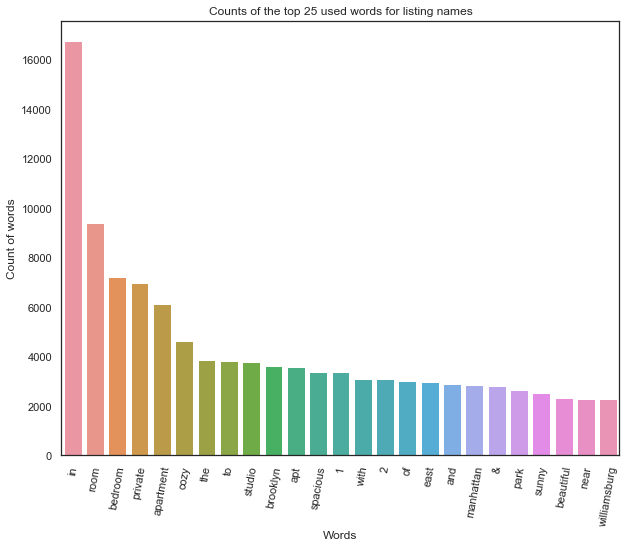 Counts of the top 25 used words for listing names
Count of words
16000
14000
12000
10000
8000
6000
4000
2000
0
in
room
bedroom
private
apartment
cozy
the
to
studio
brooklyn
apt
spacious
1
with
2
of
east
and
manhattan
&
park
sunny
beautiful
near
williamsburg
Words